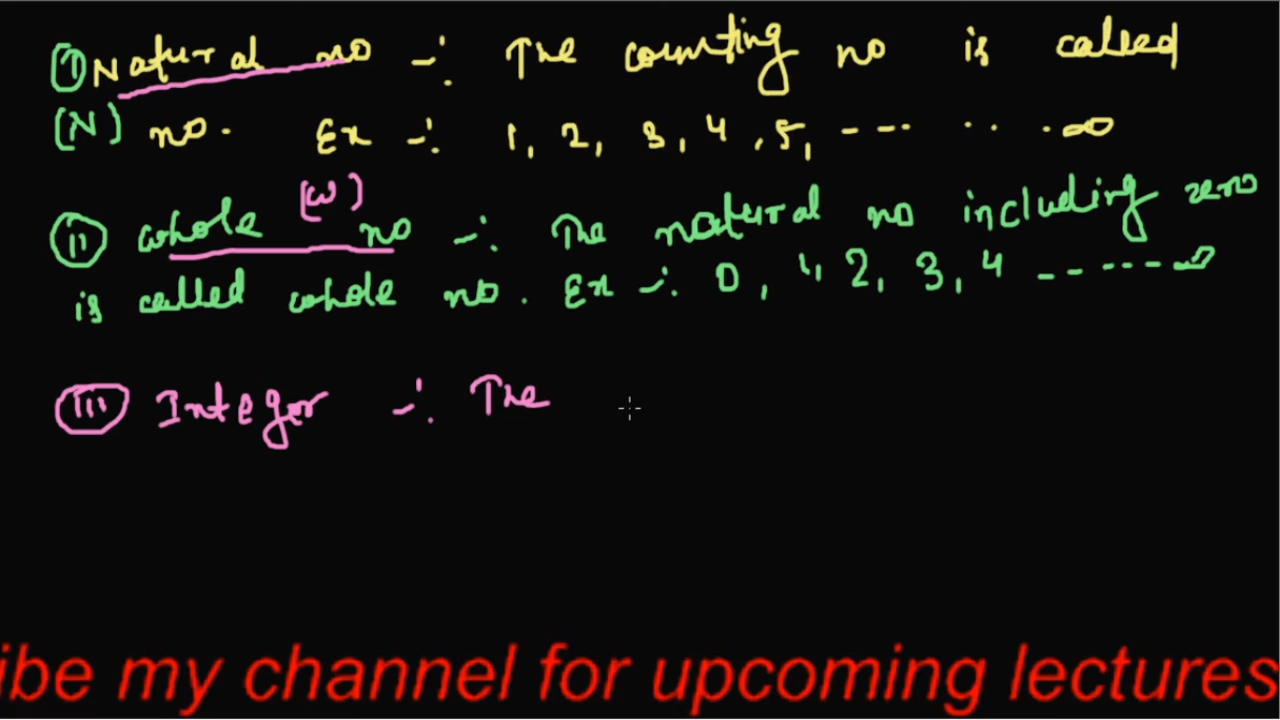 (i) Natural no -: The counting no is called
(N) no. Ex -: 1, 2, 3, 4, 5, --- .. .∞
(ii) whole (W) no -: The natural no including zero
is called whole no. Ex -: 0, 1, 2, 3, 4 ------∞
(iii) Integer -: The
ibe my channel for upcoming lectures